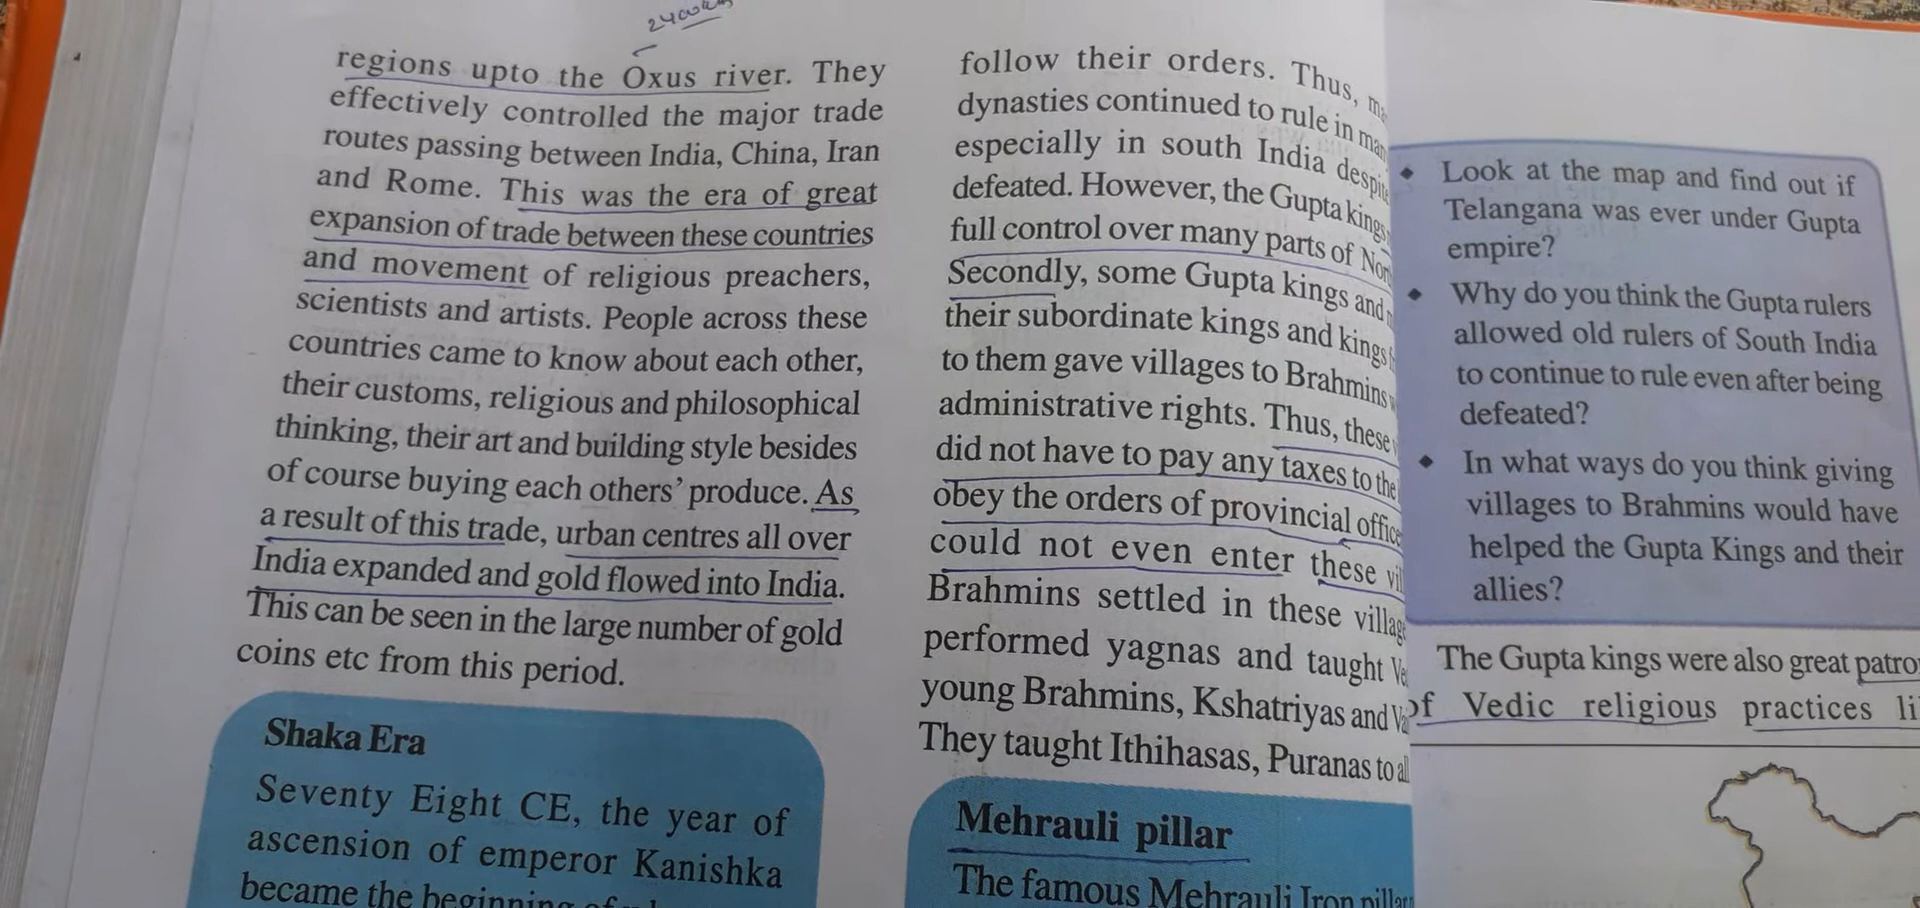 regions upto the Oxus river. They
effectively controlled the major trade
routes passing between India, China, Iran
and Rome. This was the era of great
expansion of trade between these countries
and movement of religious preachers,
scientists and artists. People across these
countries came to know about each other,
their customs, religious and philosophical
thinking, their art and building style besides
of course buying each others' produce. As
a result of this trade, urban centres all over
India expanded and gold flowed into India.
This can be seen in the large number of gold
coins etc from this period.
Shaka Era
Seventy Eight CE, the year of
ascension of emperor Kanishka
became the beginning
follow their orders. Thus,
dynasties continued to rule in
especially in south India
defeated. However, the Gupta kings
full control over many parts of
Secondly, some Gupta kings and
their subordinate kings and kings
to them gave villages to Brahmins
administrative rights. Thus, these
did not have to pay any taxes to the
obey the orders of provincial
could not even enter these
Brahmins settled in these
performed yagnas and taught
young Brahmins, Kshatriyas and
They taught Ithihasas, Puranas to
Mehrauli pillar
The famous Mehrauli Iron pillar
◆ Look at the map and find out if
Telangana was ever under Gupta
empire?
◆ Why do you think the Gupta rulers
allowed old rulers of South India
to continue to rule even after being
defeated?
◆ In what ways do you think giving
villages to Brahmins would have
helped the Gupta Kings and their
allies?
The Gupta kings were also great
of Vedic religious practices